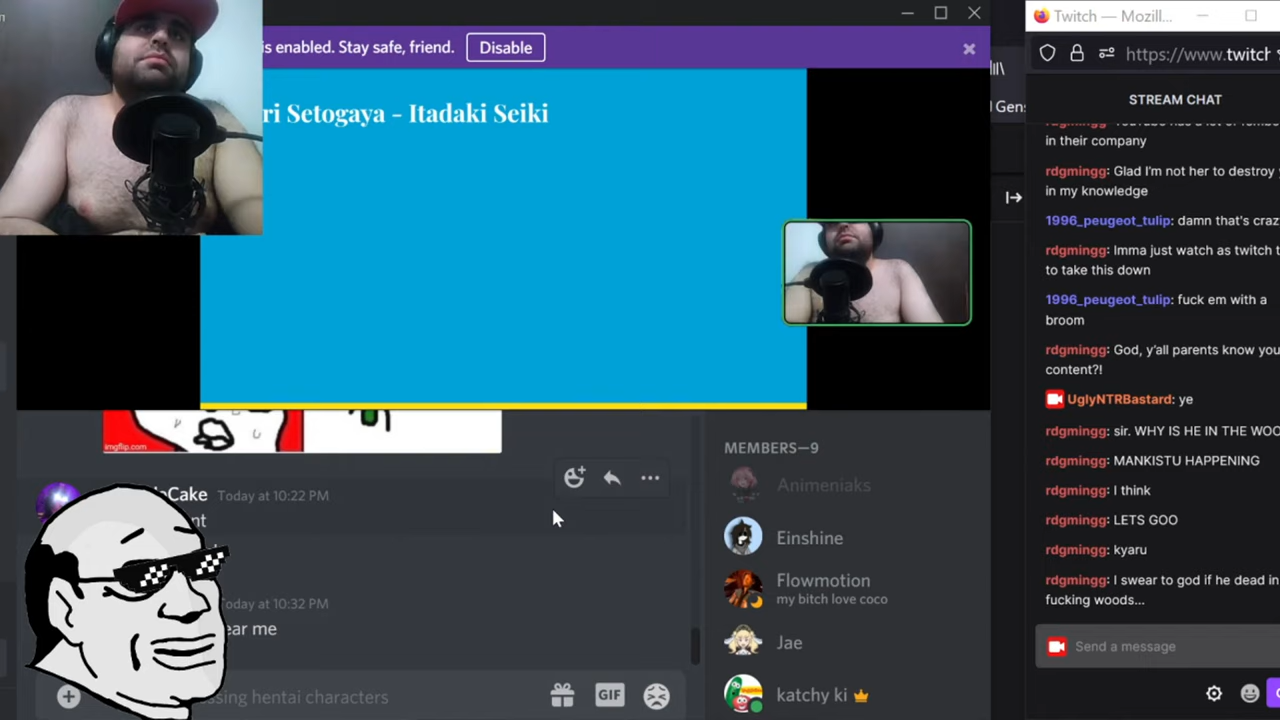 is enabled. Stay safe, friend.
Disable
ri Setogaya - Itadaki Seiki
imgflip.com
Cake Today at 10:22 PM
nt
Today at 10:32 PM
ear me
sing hentai characters
GIF
MEMBERS—9
Animeniaks
Einshine
Flowmotion
my bitch love coco
Jae
katchy ki
Gens
Twitch — Mozill...
https://www.twitch
STREAM CHAT
in their company
rdgmingg: Glad I'm not her to destroy
in my knowledge
1996_peugeot_tulip: damn that's craz
rdgmingg: Imma just watch as twitch t
to take this down
1996_peugeot_tulip: fuck em with a
broom
rdgmingg: God, y'all parents know you
content?!
UglyNTRBastard: ye
rdgmingg: sir. WHY IS HE IN THE WOO
rdgmingg: MANKISTU HAPPENING
rdgmingg: I think
rdgmingg: LETS GOO
rdgmingg: kyaru
rdgmingg: I swear to god if he dead in
fucking woods...
Send a message